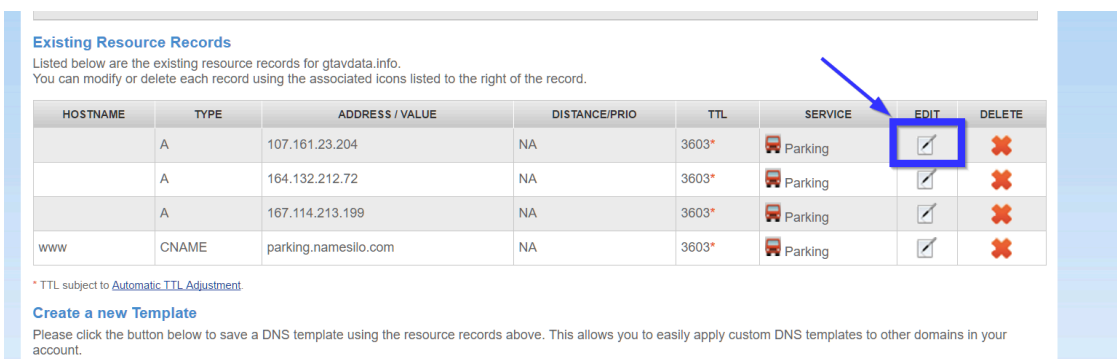 Existing Resource Records
Listed below are the existing resource records for gtavdata.info.
You can modify or delete each record using the associated icons listed to the right of the record.
HOSTNAME TYPE ADDRESS / VALUE DISTANCE/PRIO TTL SERVICE EDIT DELETE
A 107.161.23.204 NA 3603* Parking
A 164.132.212.72 NA 3603* Parking
A 167.114.213.199 NA 3603* Parking
www CNAME parking.namesilo.com NA 3603* Parking
* TTL subject to Automatic TTL Adjustment.
Create a new Template
Please click the button below to save a DNS template using the resource records above. This allows you to easily apply custom DNS templates to other domains in your
account.